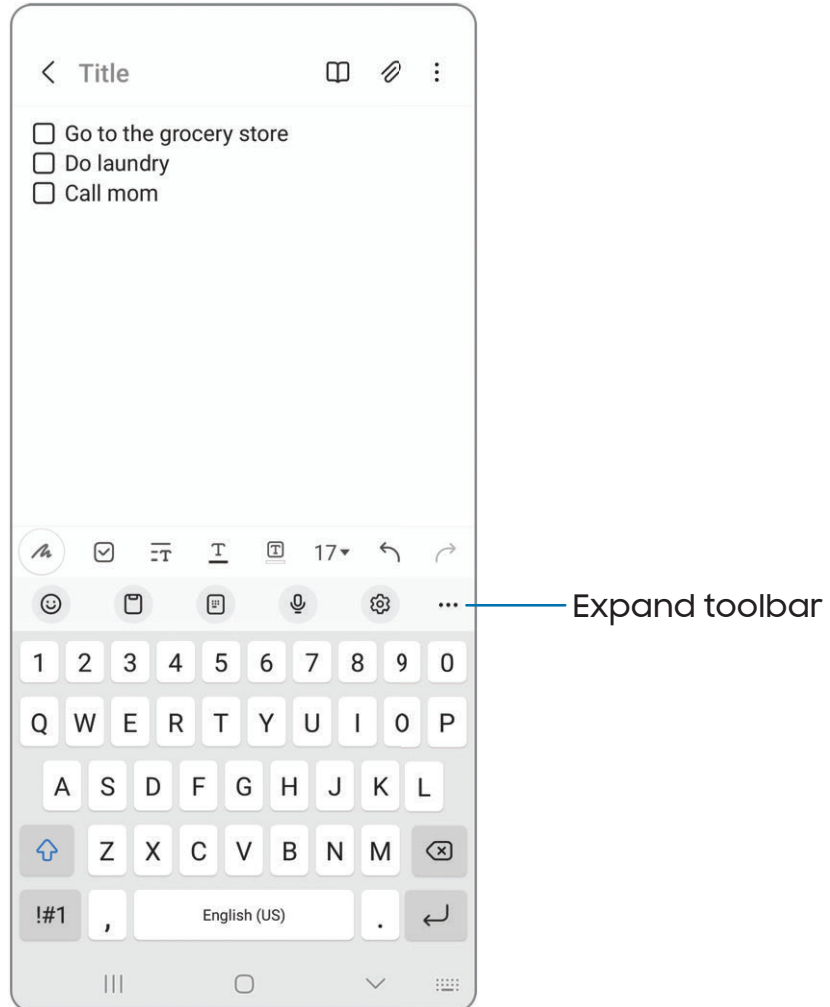 Title
Go to the grocery store
Do laundry
Call mom
T T T 17
Expand toolbar
1 2 3 4 5 6 7 8 9 0
Q W E R T Y U I O P
A S D F G H J K L
Z X C V B N M
!#1 , English (US) .